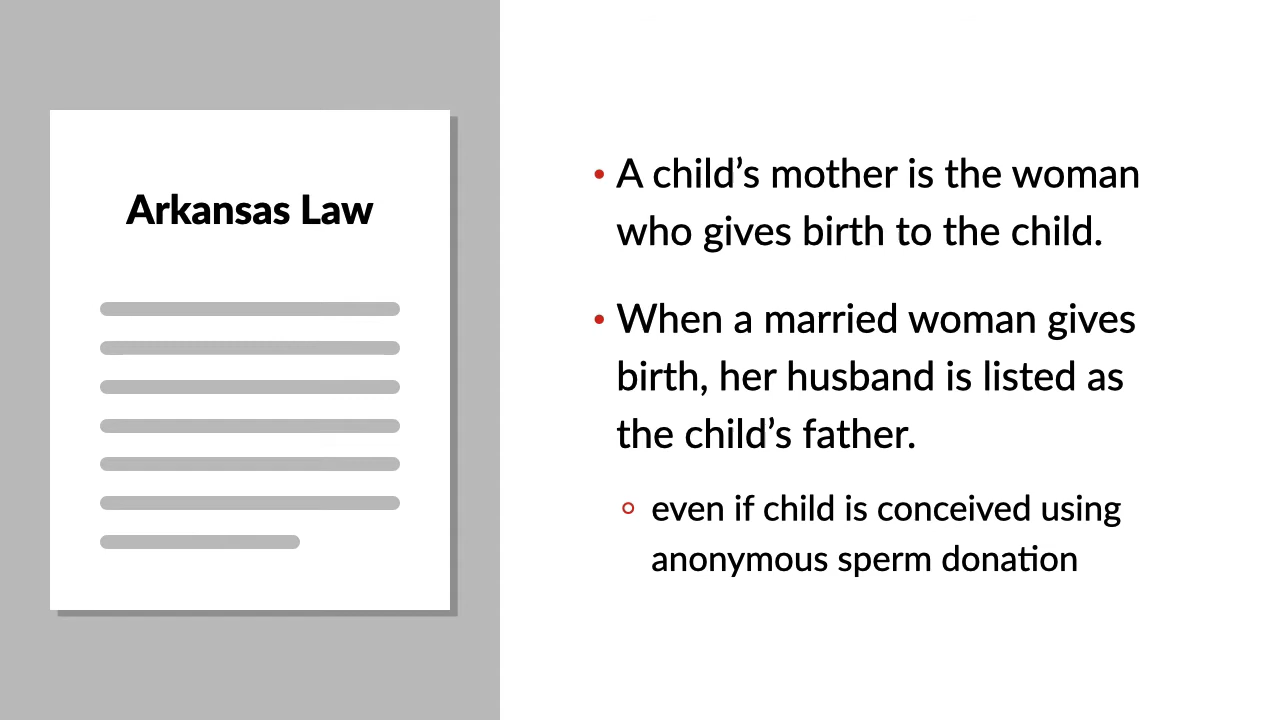 Arkansas Law
• A child’s mother is the woman
who gives birth to the child.
• When a married woman gives
birth, her husband is listed as
the child’s father.
○ even if child is conceived using
anonymous sperm donation